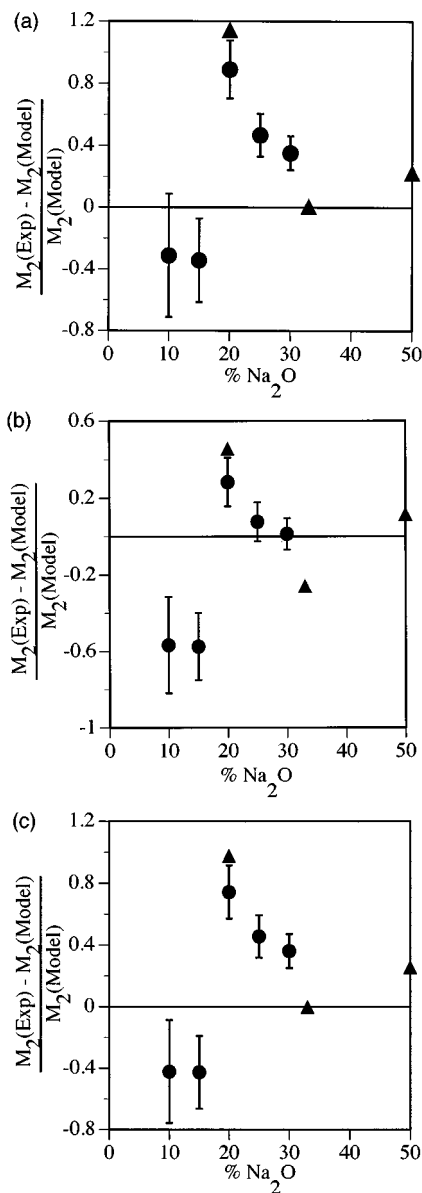 (a)
1.2
0.8
0.4
0
-0.4
-0.8
M2(Exp) - M2(Model)
M2(Model)
0 10 20 30 40 50
% Na2O
(b)
0.6
0.2
-0.2
-0.6
-1
M2(Exp) - M2(Model)
M2(Model)
0 10 20 30 40 50
% Na2O
(c)
1.2
0.8
0.4
0
-0.4
-0.8
M2(Exp) - M2(Model)
M2(Model)
0 10 20 30 40 50
% Na2O